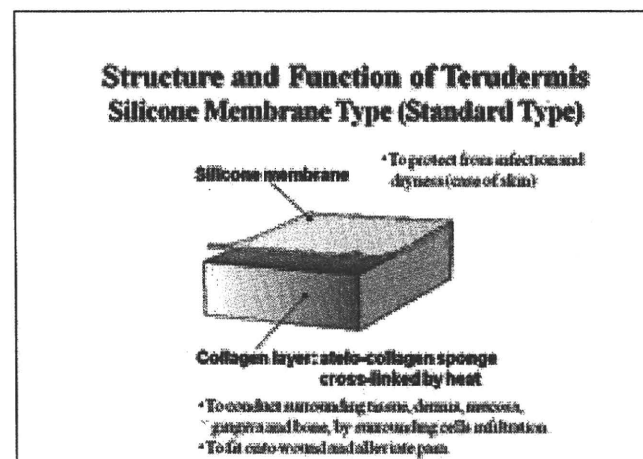 Structure and Function of Terudermis
Silicone Membrane Type (Standard Type)
*To protect from infection and
dryness (case of skin)
Silicone membrane
Collagen layer: atelo-collagen sponge
cross-linked by heat
*To conduct surrounding tissue, dermis, mucosa,
gingiva and bone, by surrounding cells infiltration
*To fit onto wound and alleviate pain